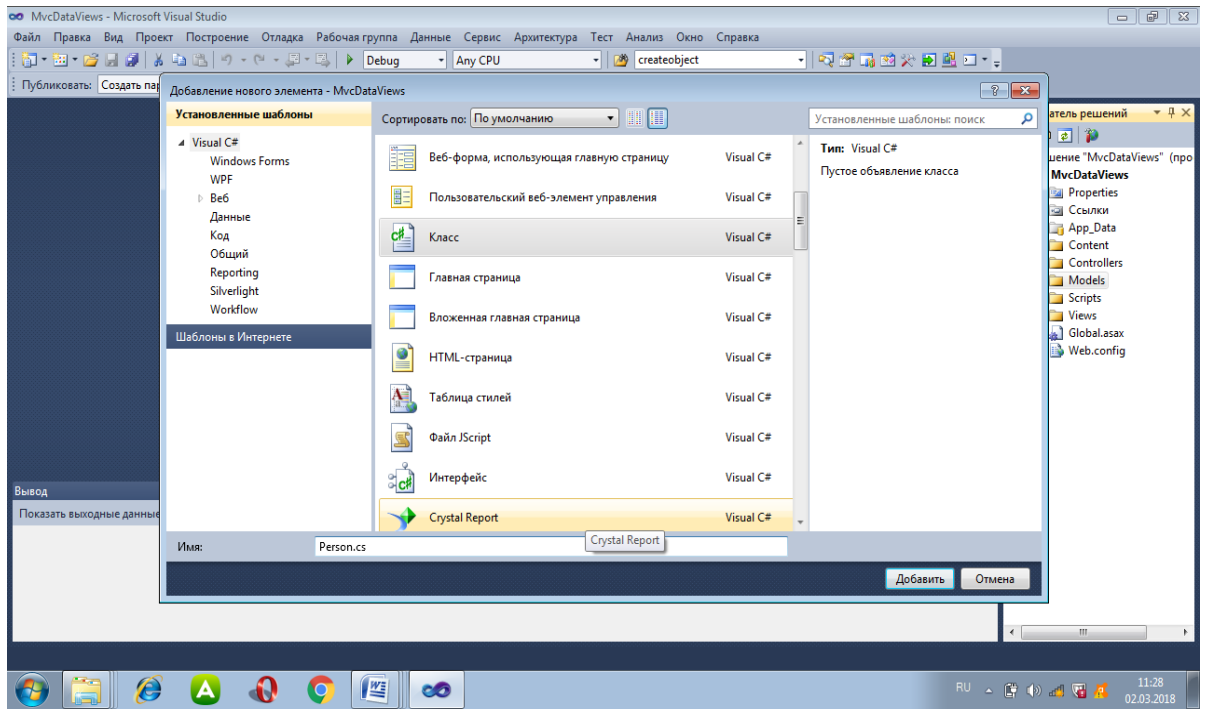 MvcDataViews - Microsoft Visual Studio
Файл Правка Вид Проект Построение Отладка Рабочая группа Данные Сервис Архитектура Тест Анализ Окно Справка
Debug Any CPU createobject
Публиковать: Создать
Добавление нового элемента - MvcDataViews
Установленные шаблоны
Visual C#
Windows Forms
WPF
Веб
Данные
Код
Общий
Reporting
Silverlight
Workflow
Шаблоны в Интернете
Сортировать по: По умолчанию
Веб-форма, использующая главную страницу Visual C#
Пользовательский веб-элемент управления Visual C#
Класс Visual C#
Главная страница Visual C#
Вложенная главная страница Visual C#
HTML-страница Visual C#
Таблица стилей Visual C#
Файл JScript Visual C#
Интерфейс Visual C#
Crystal Report Visual C#
Crystal Report
Установленные шаблоны: поиск
Тип: Visual C#
Пустое объявление класса
Имя: Person.cs
Добавить Отмена
атель решений
шение "MvcDataViews" (про
MvcDataViews
Properties
Ссылки
App_Data
Content
Controllers
Models
Scripts
Views
Global.asax
Web.config
Вывод
Показать выходные данные
RU
11:28
02.03.2018